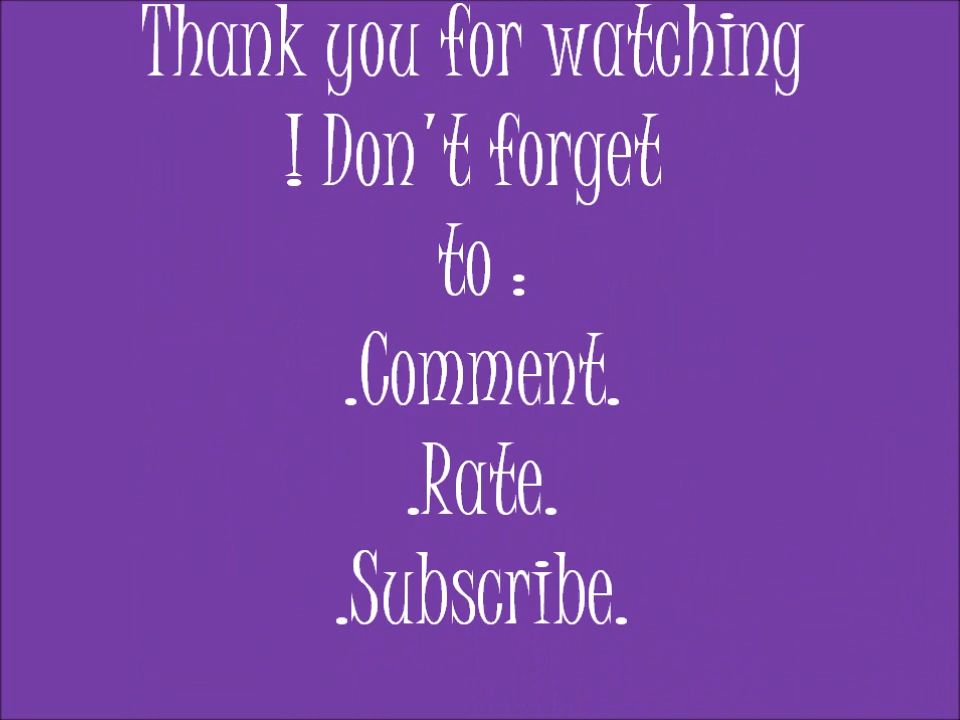 Thank you for watching
! Don't forget
to :
.Comment.
.Rate.
.Subscribe.